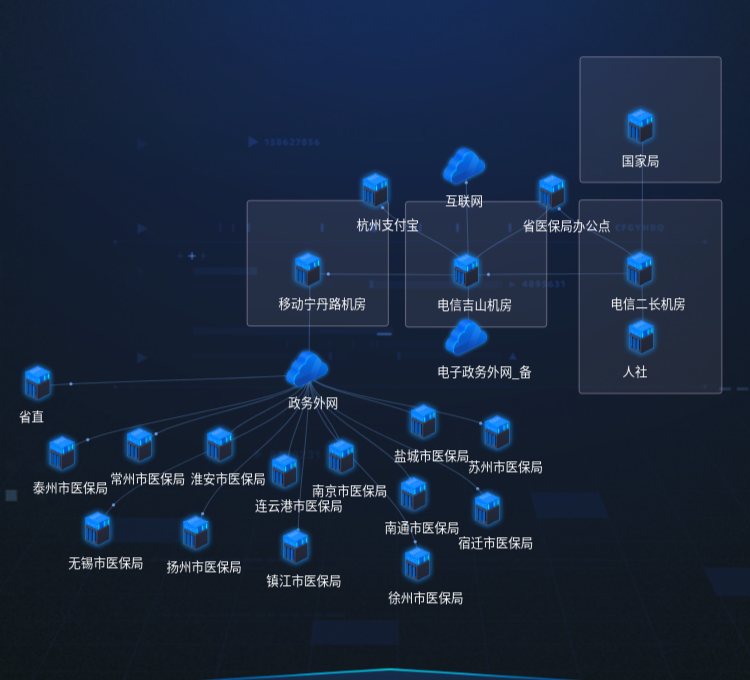 国家局
互联网
杭州支付宝
省医保局办公点
移动宁丹路机房
电信吉山机房
电信二长机房
电子政务外网_备
人社
政务外网
省直
盐城市医保局
苏州市医保局
泰州市医保局
常州市医保局
淮安市医保局
南京市医保局
连云港市医保局
南通市医保局
宿迁市医保局
无锡市医保局
扬州市医保局
镇江市医保局
徐州市医保局